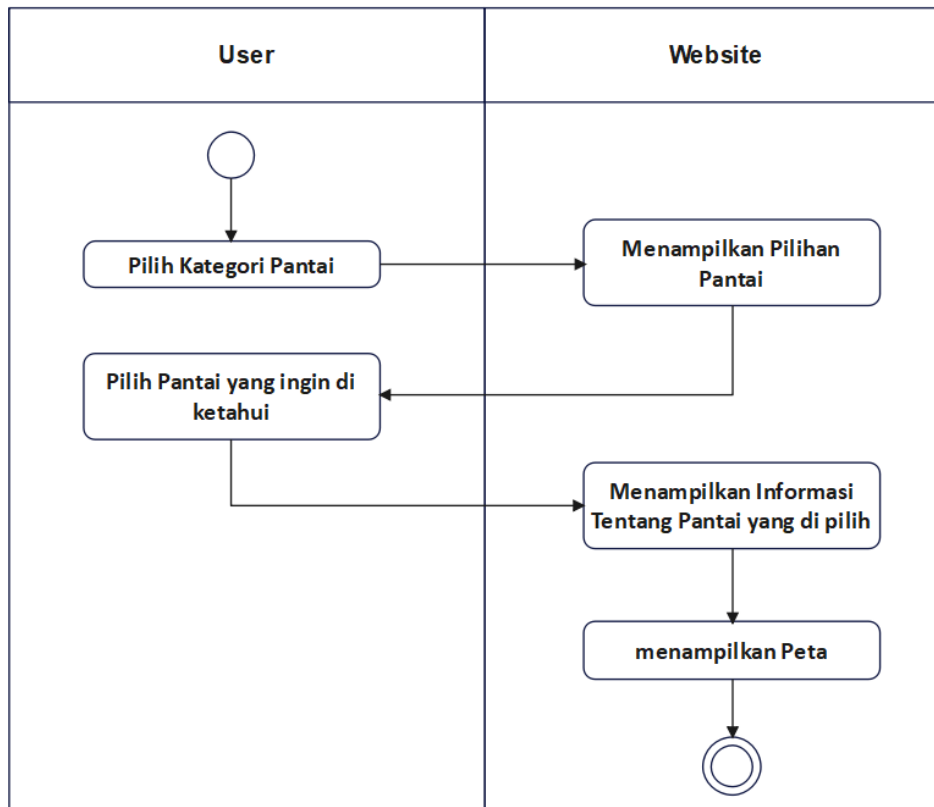 User
Website
Pilih Kategori Pantai
Menampilkan Pilihan
Pantai
Pilih Pantai yang ingin di
ketahui
Menampilkan Informasi
Tentang Pantai yang di pilih
menampilkan Peta